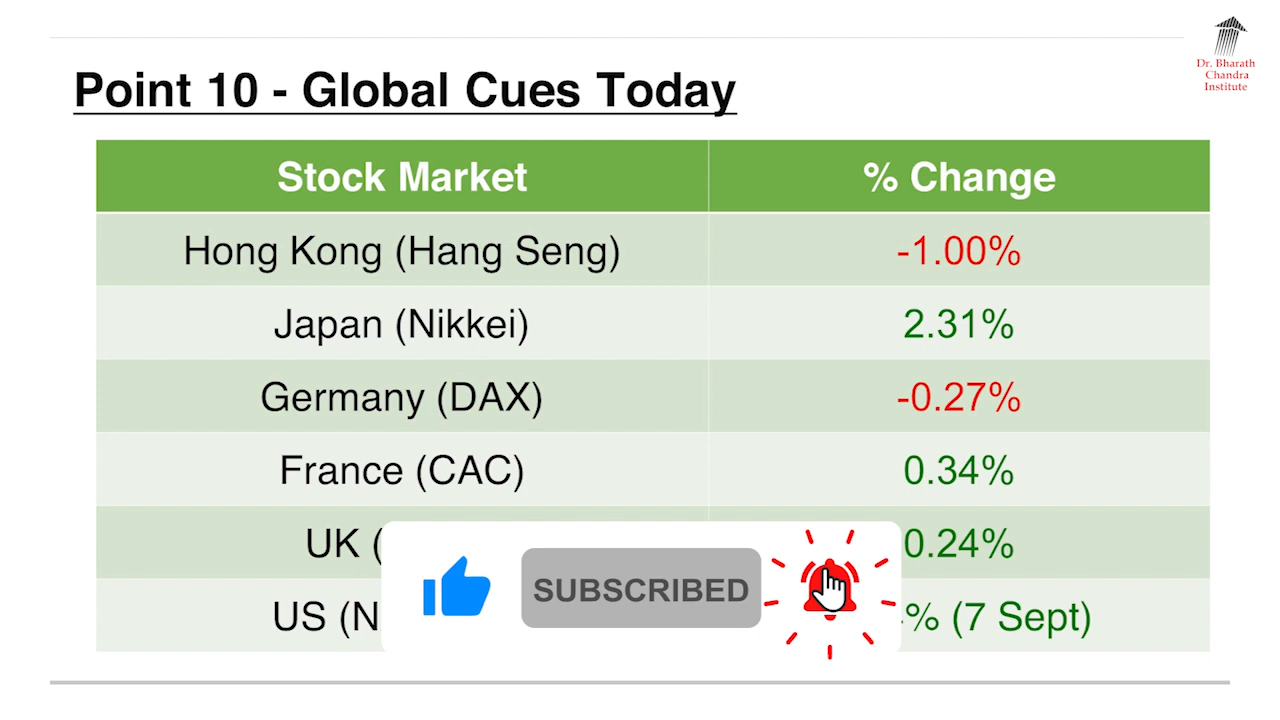 Dr. Bharath
Chandra
Institute
Point 10 - Global Cues Today
Stock Market % Change
Hong Kong (Hang Seng) -1.00%
Japan (Nikkei) 2.31%
Germany (DAX) -0.27%
France (CAC) 0.34%
UK ( 0.24%
US (N % (7 Sept)
SUBSCRIBED